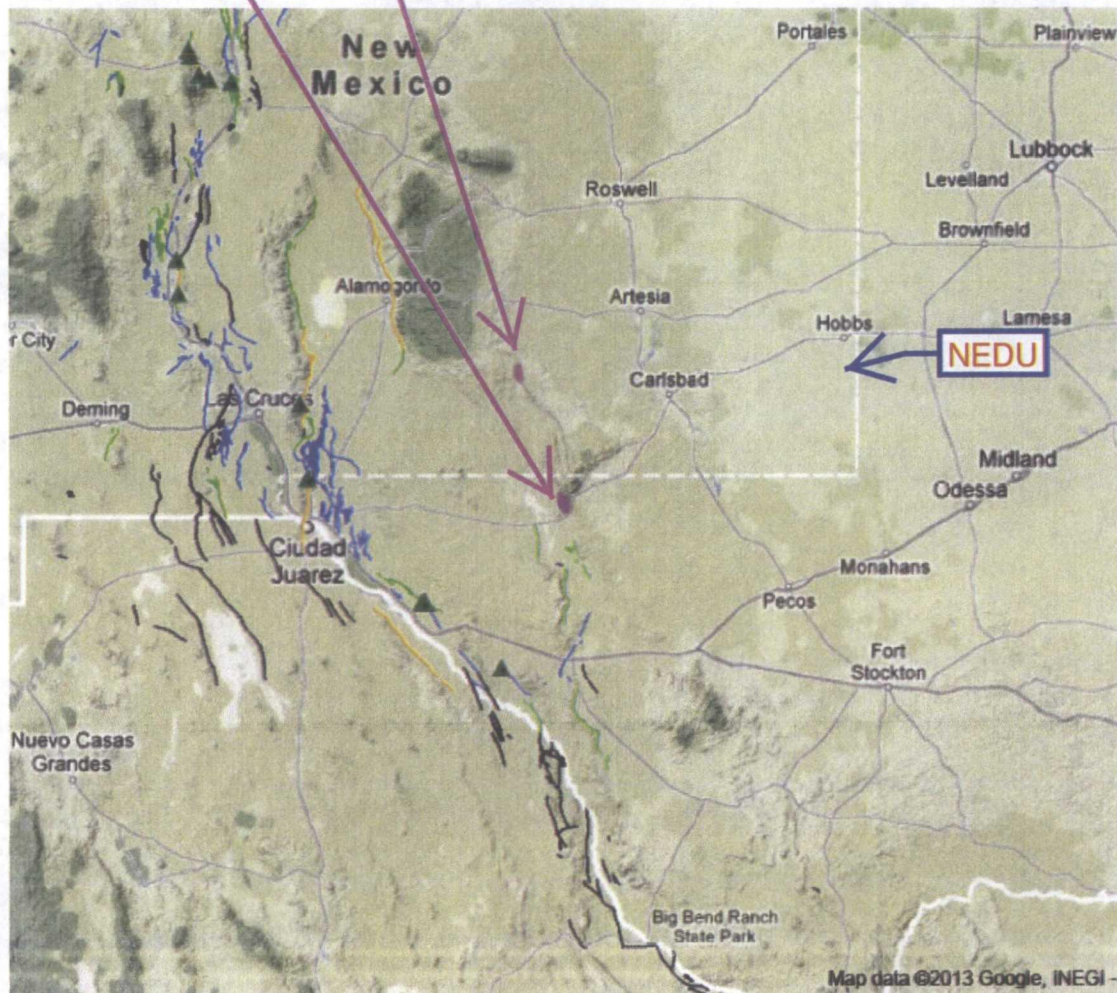 New
Mexico
Portales
Plainview
Lubbock
Levelland
Roswell
Brownfield
Alamogordo
Artesia
Hobbs
Lamesa
NEDU
er City
Carlsbad
Las Cruces
Deming
Midland
Odessa
Ciudad
Juarez
Monahans
Pecos
Fort
Stockton
Nuevo Casas
Grandes
Big Bend Ranch
State Park
Map data ©2013 Google, INEGI -